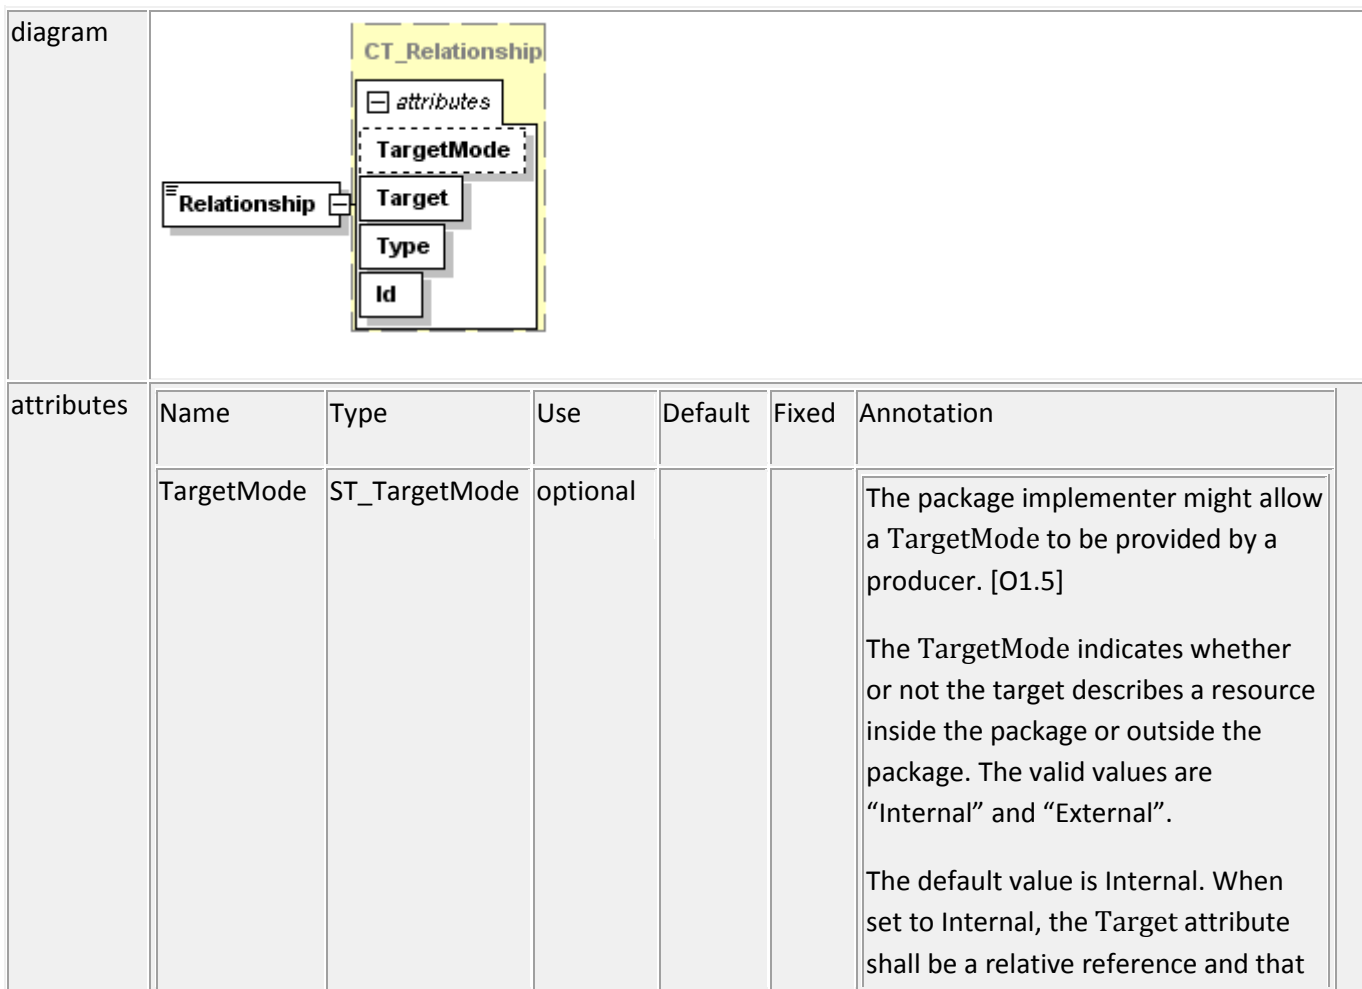 diagram
CT_Relationship
attributes
TargetMode
Relationship
Target
Type
Id
attributes
Name Type Use Default Fixed Annotation
TargetMode ST_TargetMode optional
The package implementer might allow
a TargetMode to be provided by a
producer. [O1.5]
The TargetMode indicates whether
or not the target describes a resource
inside the package or outside the
package. The valid values are
“Internal” and “External”.
The default value is Internal. When
set to Internal, the Target attribute
shall be a relative reference and that